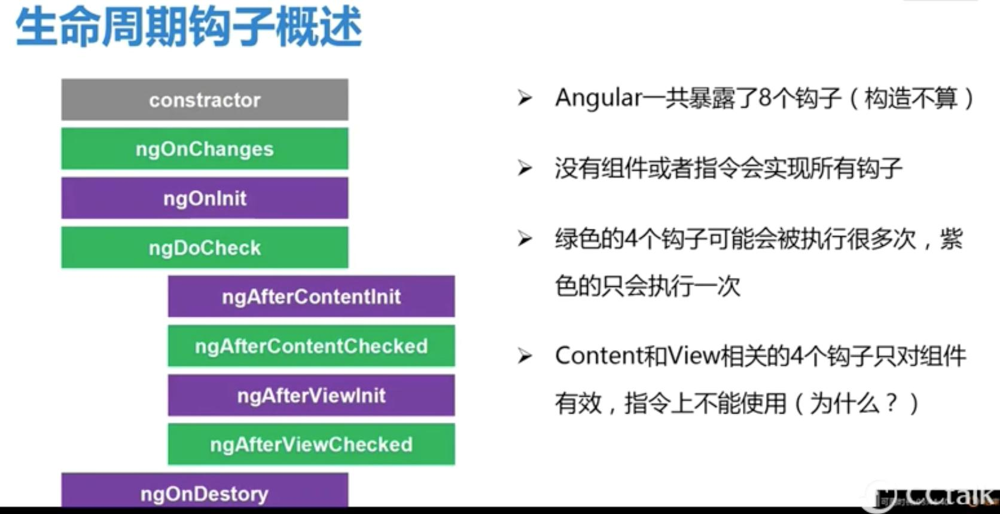 生命周期钩子概述
constractor
ngOnChanges
ngOnInit
ngDoCheck
ngAfterContentInit
ngAfterContentChecked
ngAfterViewInit
ngAfterViewChecked
ngOnDestory
Angular一共暴露了8个钩子（构造不算）
没有组件或者指令会实现所有钩子
绿色的4个钩子可能会被执行很多次，紫
色的只会执行一次
Content和View相关的4个钩子只对组件
有效，指令上不能使用（为什么？）
CCtalk